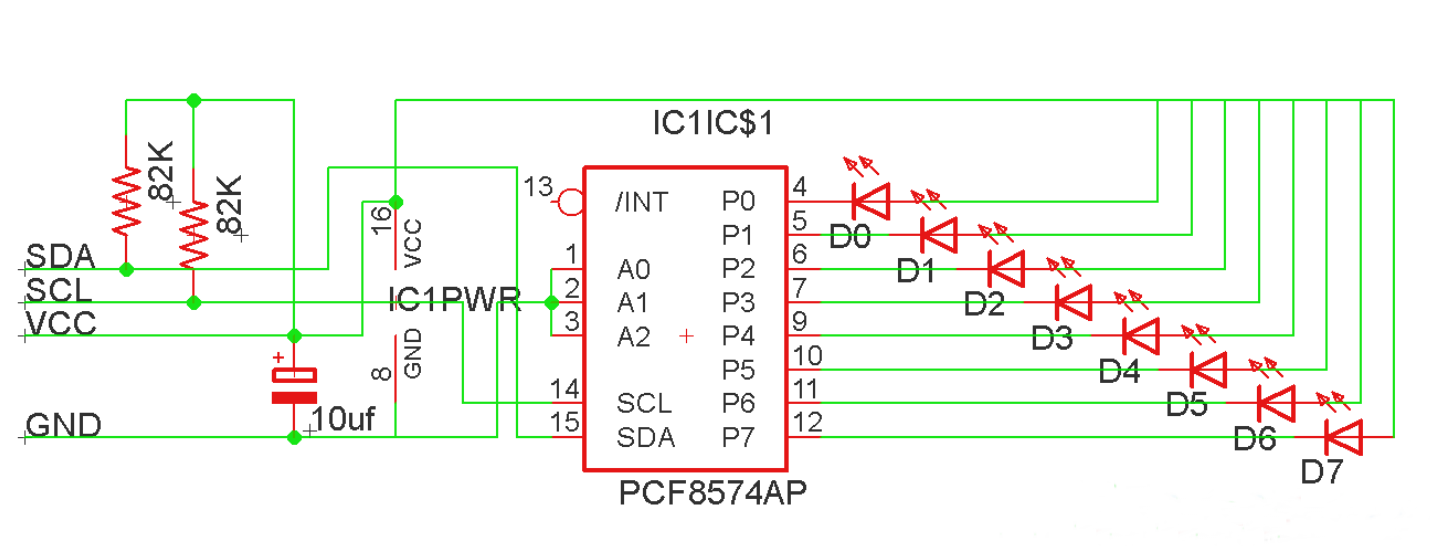 IC1IC$1
82K
82K
SDA
SCL
VCC
GND
10uf
16
VCC
IC1PWR
8
GND
13
1
2
3
14
15
/INT
A0
A1
A2
SCL
SDA
P0
P1
P2
P3
P4
P5
P6
P7
4
5
6
7
9
10
11
12
D0
D1
D2
D3
D4
D5
D6
D7
PCF8574AP